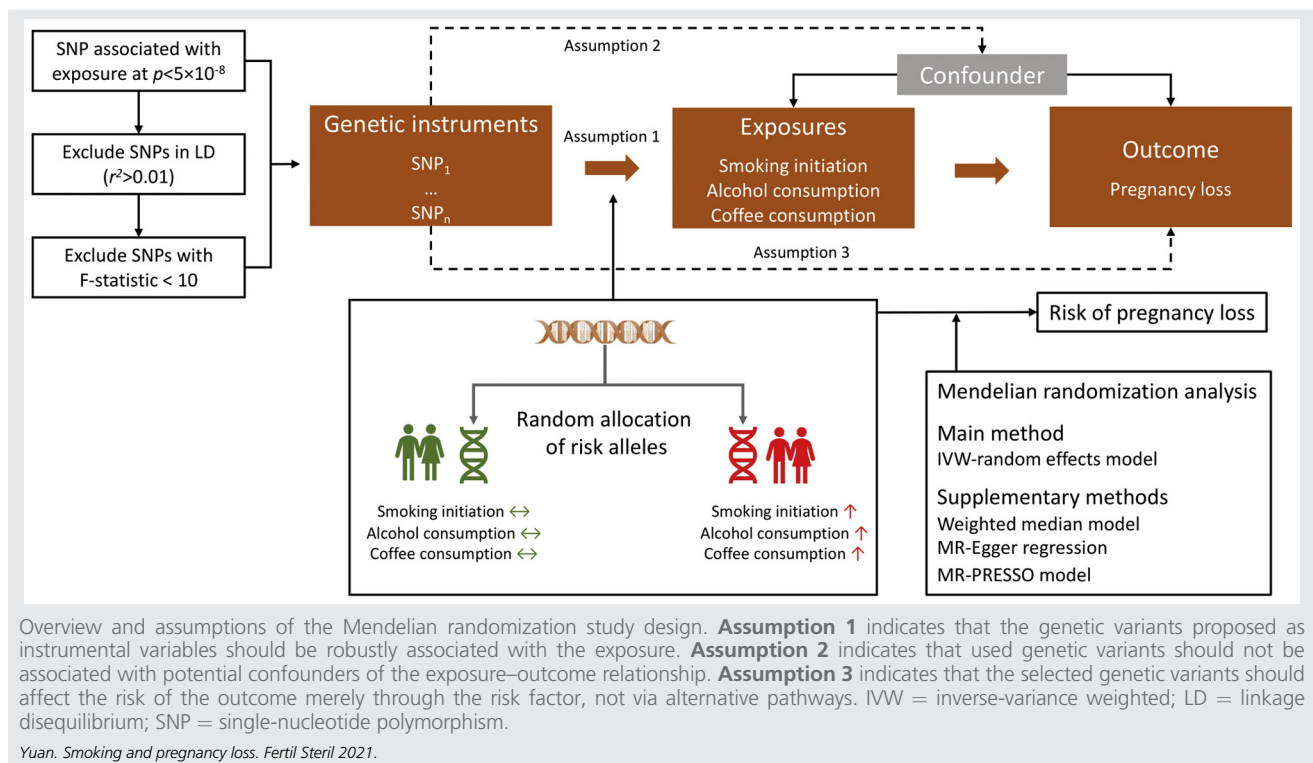 SNP associated with
exposure at p<5×10⁻⁸
Exclude SNPs in LD
(r²>0.01)
Exclude SNPs with
F-statistic < 10
Genetic instruments
SNP₁
...
SNPₙ
Assumption 2
Assumption 1
Assumption 3
Confounder
Exposures
Smoking initiation
Alcohol consumption
Coffee consumption
Outcome
Pregnancy loss
Random allocation
of risk alleles
Smoking initiation ↔
Alcohol consumption ↔
Coffee consumption ↔
Smoking initiation ↑
Alcohol consumption ↑
Coffee consumption ↑
Risk of pregnancy loss
Mendelian randomization analysis
Main method
IVW-random effects model
Supplementary methods
Weighted median model
MR-Egger regression
MR-PRESSO model
Overview and assumptions of the Mendelian randomization study design. Assumption 1 indicates that the genetic variants proposed as
instrumental variables should be robustly associated with the exposure. Assumption 2 indicates that used genetic variants should not be
associated with potential confounders of the exposure–outcome relationship. Assumption 3 indicates that the selected genetic variants should
affect the risk of the outcome merely through the risk factor, not via alternative pathways. IVW = inverse-variance weighted; LD = linkage
disequilibrium; SNP = single-nucleotide polymorphism.
Yuan. Smoking and pregnancy loss. Fertil Steril 2021.